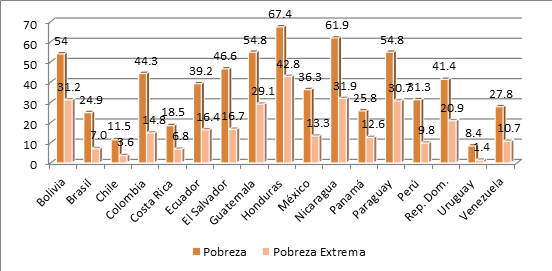 70
60
50
40
30
20
10
0
54
31.2
24.9
7.0
11.5
3.6
44.3
14.8
18.5
6.8
39.2
16.4
46.6
16.7
54.8
29.1
67.4
42.8
36.3
13.3
61.9
31.9
25.8
12.6
54.8
30.7
31.3
9.8
41.4
20.9
8.4
1.4
27.8
10.7
Bolivia
Brasil
Chile
Colombia
Costa Rica
Ecuador
El Salvador
Guatemala
Honduras
México
Nicaragua
Panamá
Paraguay
Perú
Rep. Dom.
Uruguay
Venezuela
Pobreza
Pobreza Extrema